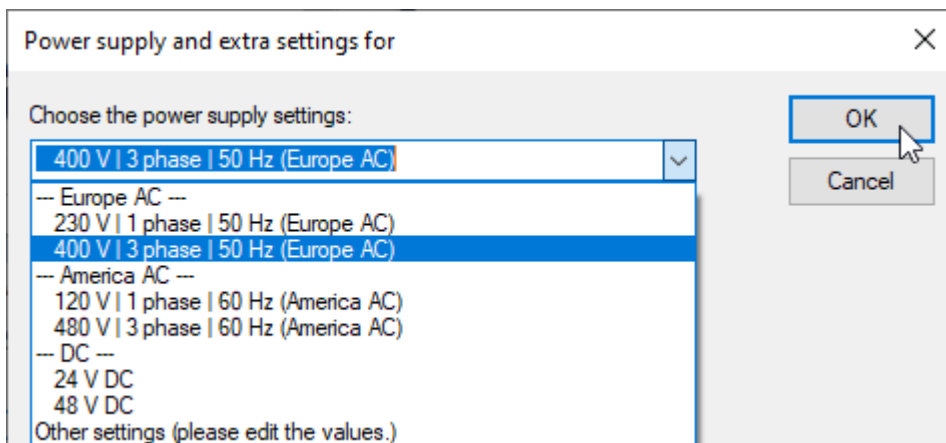 Power supply and extra settings for
Choose the power supply settings:
OK
400 V | 3 phase | 50 Hz (Europe AC)
Cancel
--- Europe AC ---
230 V | 1 phase | 50 Hz (Europe AC)
400 V | 3 phase | 50 Hz (Europe AC)
--- America AC ---
120 V | 1 phase | 60 Hz (America AC)
480 V | 3 phase | 60 Hz (America AC)
--- DC ---
24 V DC
48 V DC
Other settings (please edit the values.)